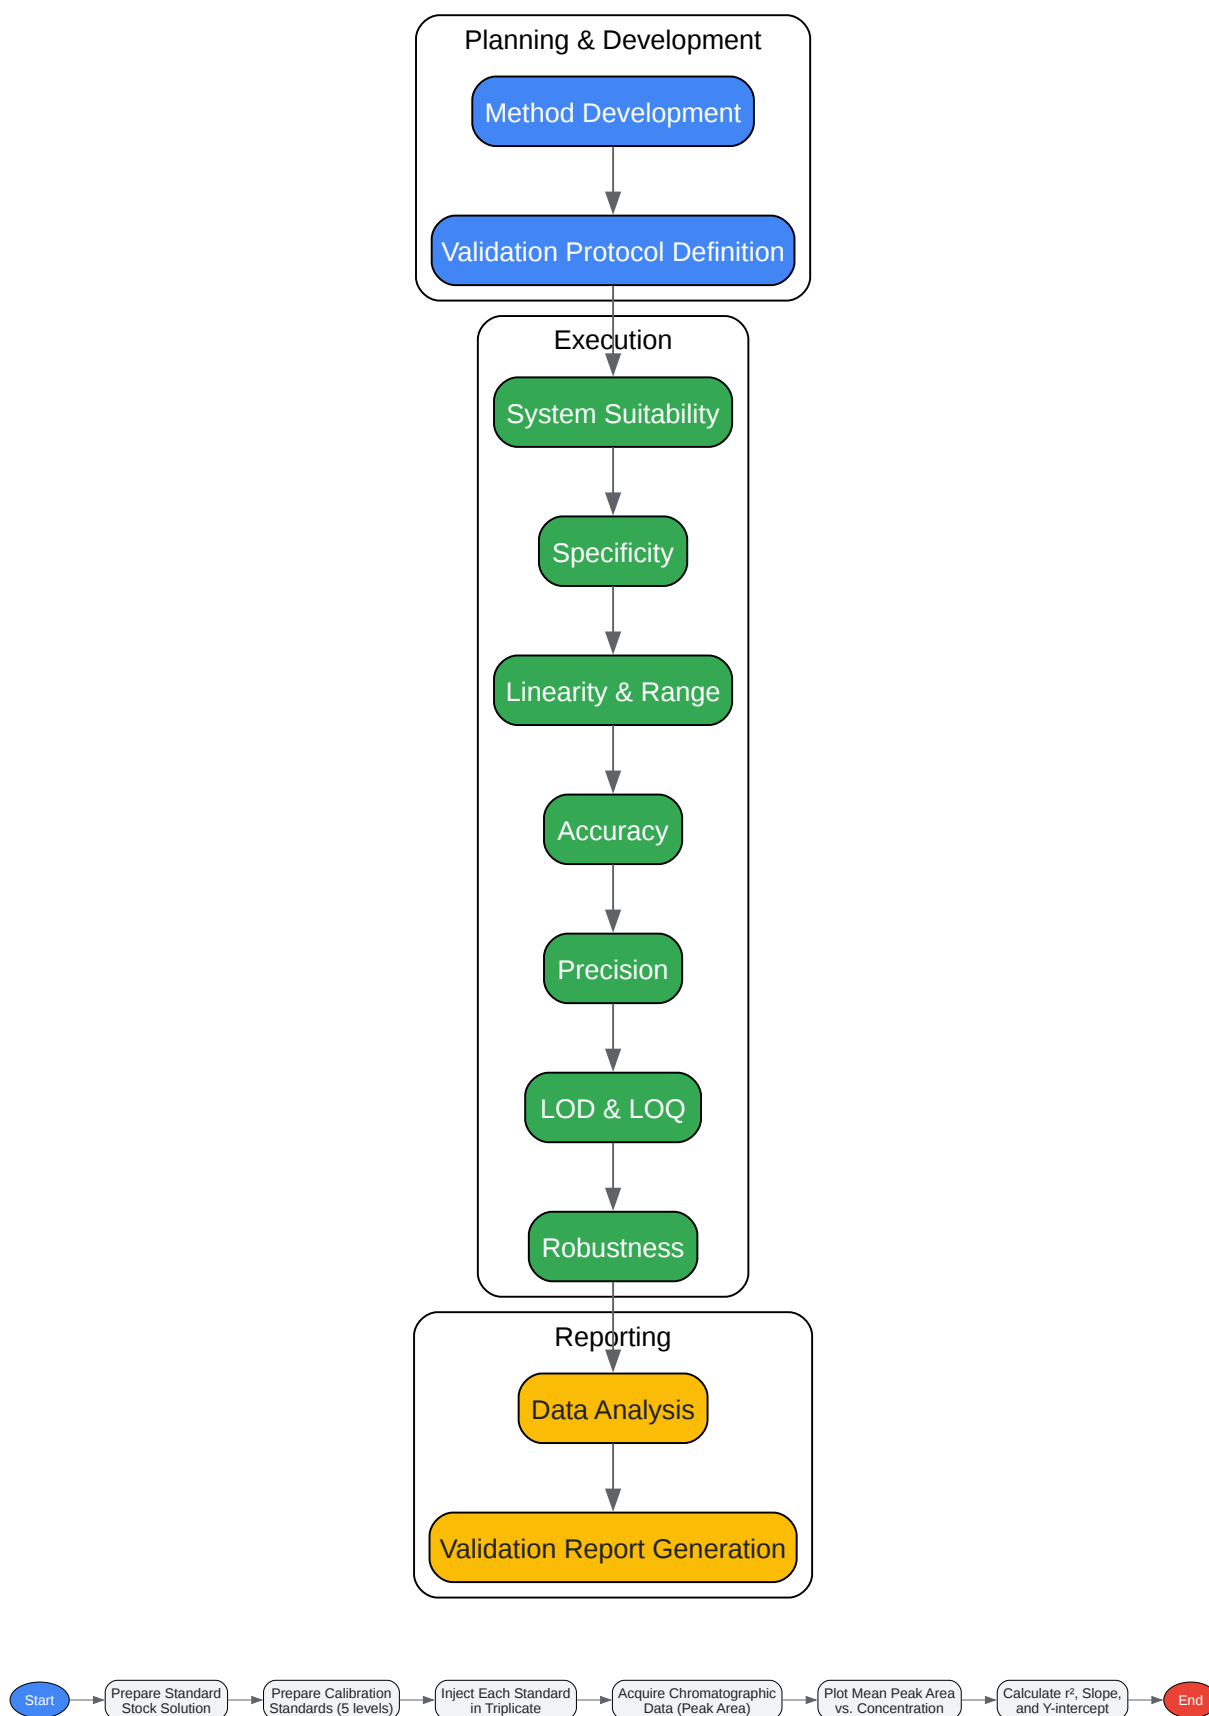 Planning & Development
Method Development
Validation Protocol Definition
Execution
System Suitability
Specificity
Linearity & Range
Accuracy
Precision
LOD & LOQ
Robustness
Reporting
Data Analysis
Validation Report Generation
Start
Prepare Standard
Stock Solution
Prepare Calibration
Standards (5 levels)
Inject Each Standard
in Triplicate
Acquire Chromatographic
Data (Peak Area)
Plot Mean Peak Area
vs. Concentration
Calculate r², Slope,
and Y-intercept
End